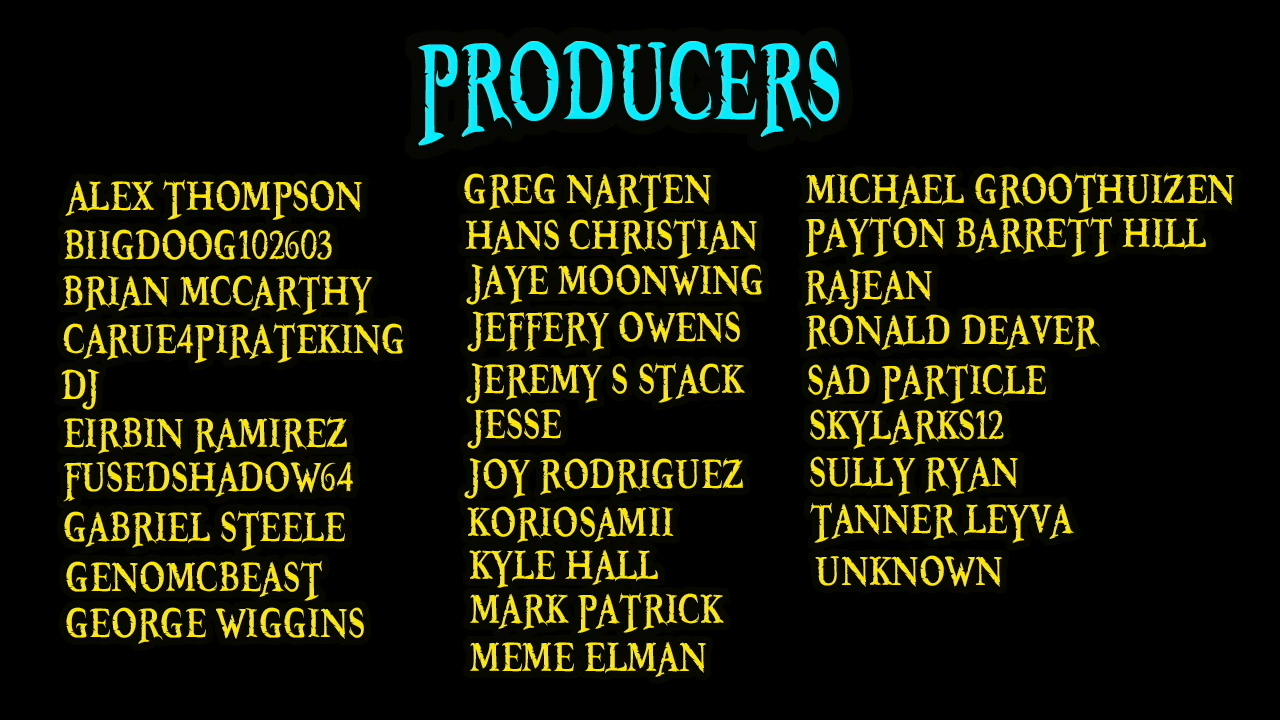 PRODUCERS
ALEX THOMPSON
BIIGDOOG102603
BRIAN MCCARTHY
CARUE4PIRATEKING
DJ
EIRBIN RAMIREZ
FUSEDSHADOW64
GABRIEL STEELE
GENOMCBEAST
GEORGE WIGGINS
GREG NARTEN
HANS CHRISTIAN
JAYE MOONWING
JEFFERY OWENS
JEREMY S STACK
JESSE
JOY RODRIGUEZ
KORIOSAMII
KYLE HALL
MARK PATRICK
MEME ELMAN
MICHAEL GROOTHUIZEN
PAYTON BARRETT HILL
RAJEAN
RONALD DEAVER
SAD PARTICLE
SKYLARKS12
SULLY RYAN
TANNER LEYVA
UNKNOWN